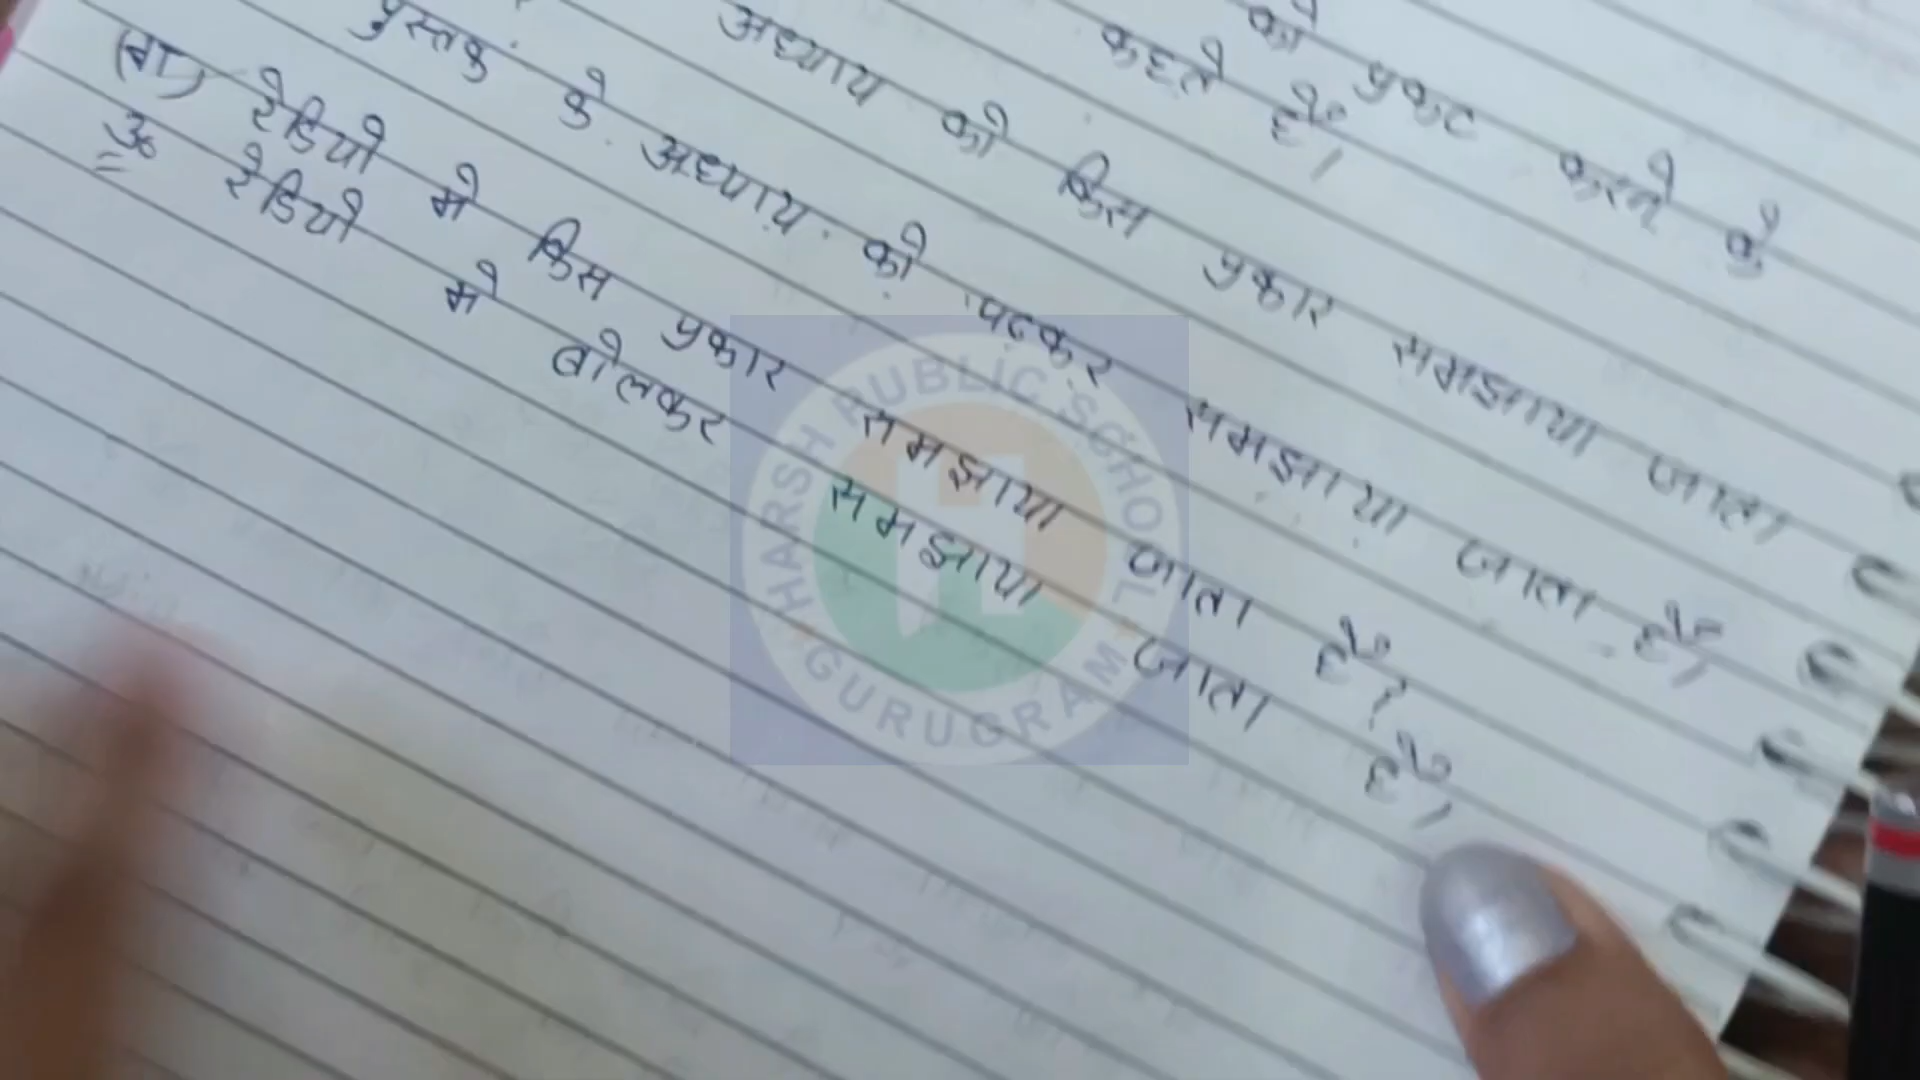 को प्रकट करने के
कहते हैं।
अध्याय को किस प्रकार समझाया जाता
पुस्तक के अध्याय को पढ़कर समझाया जाता है।
(बा) रेडियो मे किस प्रकार समझाया जाता है?
उ० रेडियो मे बोलकर समझाया जाता है।
HARSH PUBLIC SCHOOL
GURUGRAM